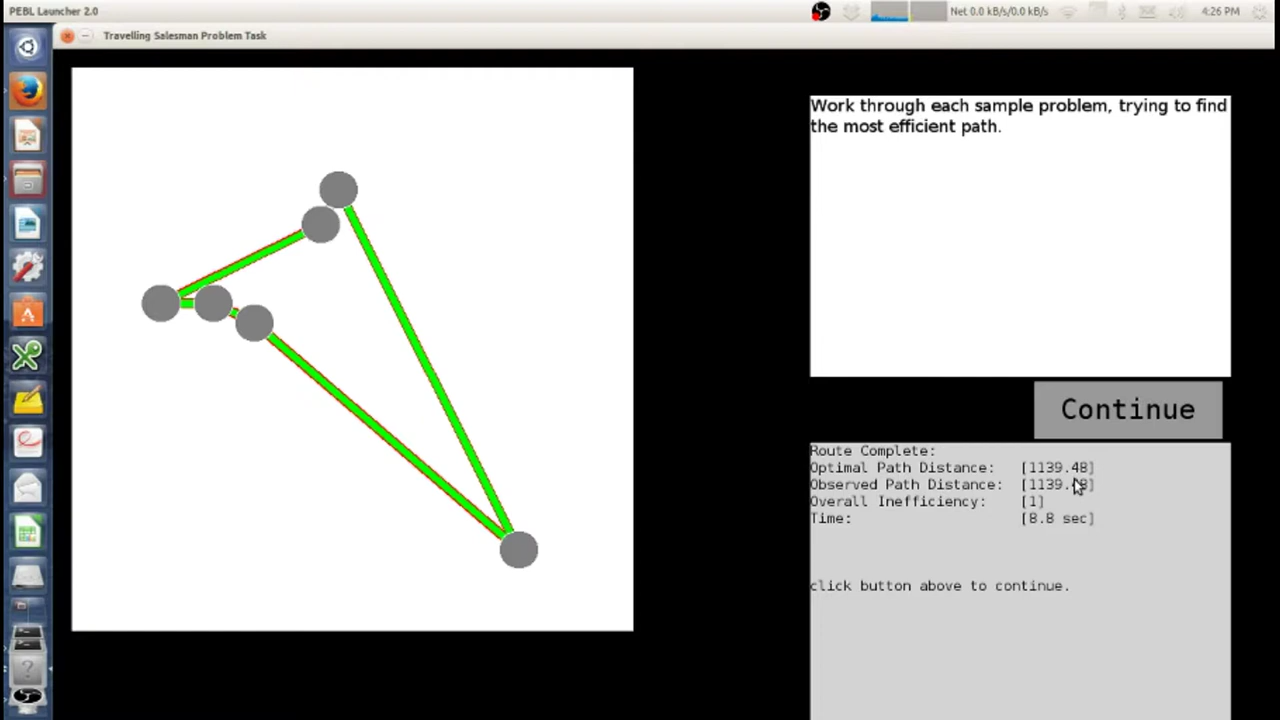 PEBL Launcher 2.0
Net 0.0 kB/s/0.0 kB/s
4:26 PM
Travelling Salesman Problem Task
Work through each sample problem, trying to find
the most efficient path.
Continue
Route Complete:
Optimal Path Distance: [1139.48]
Observed Path Distance:
Overall Inefficiency: [1]
Time: [8.8 sec]
click button above to continue.